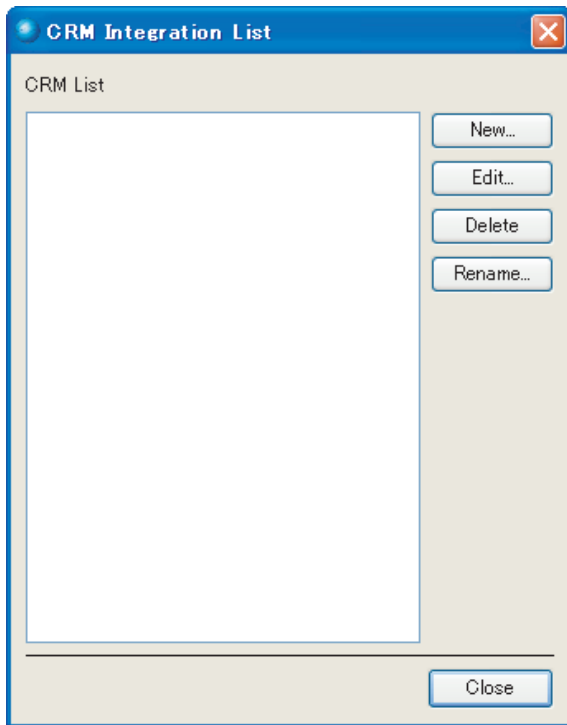 CRM Integration List
CRM List
New...
Edit...
Delete
Rename...
Close